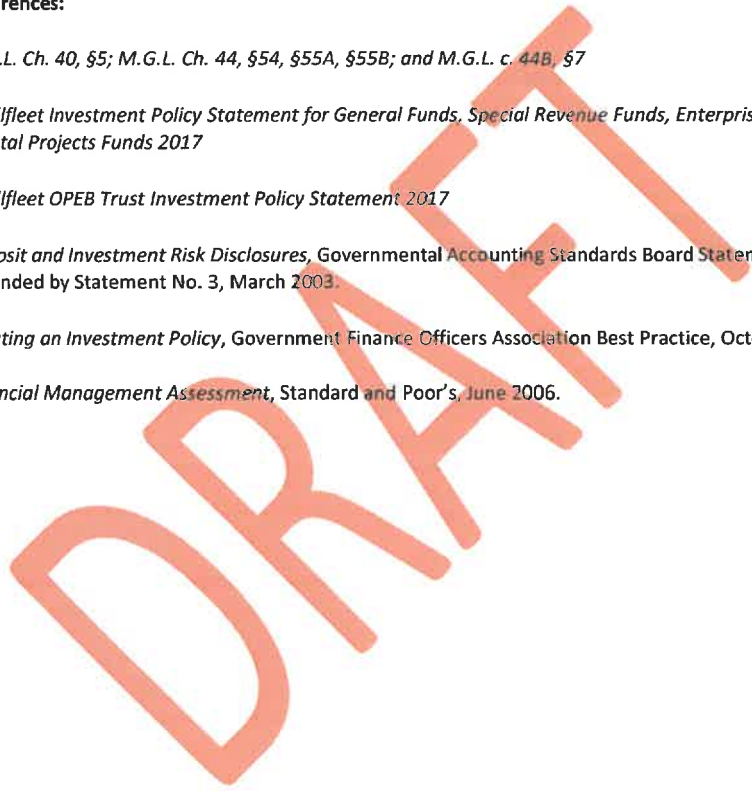 rences:
.L. Ch. 40, §5; M.G.L. Ch. 44, §54, §55A, §55B; and M.G.L. c. 44B, §7
lfleet Investment Policy Statement for General Funds, Special Revenue Funds, Enterpris
tal Projects Funds 2017
lfleet OPEB Trust Investment Policy Statement 2017
osit and Investment Risk Disclosures, Governmental Accounting Standards Board Statem
nded by Statement No. 3, March 2003.
ting an Investment Policy, Government Finance Officers Association Best Practice, Oct
ncial Management Assessment, Standard and Poor's, June 2006.
DRAFT